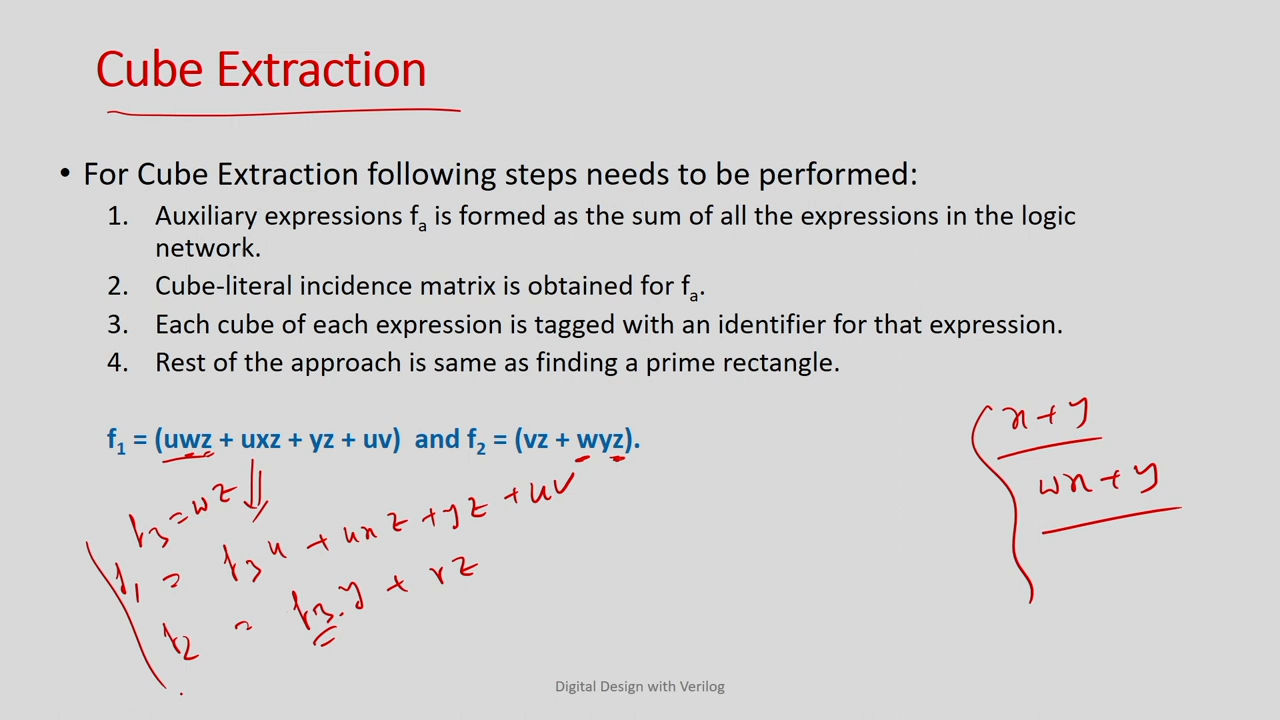 Cube Extraction
• For Cube Extraction following steps needs to be performed:
1. Auxiliary expressions fa is formed as the sum of all the expressions in the logic
network.
2. Cube-literal incidence matrix is obtained for fa.
3. Each cube of each expression is tagged with an identifier for that expression.
4. Rest of the approach is same as finding a prime rectangle.
f1 = (uwz + uxz + yz + uv) and f2 = (vz + wyz).
x + y
wx + y
f3 = wz
f1 = f3 u + uxz + yz + uv
f2 = f3.y + vz
Digital Design with Verilog